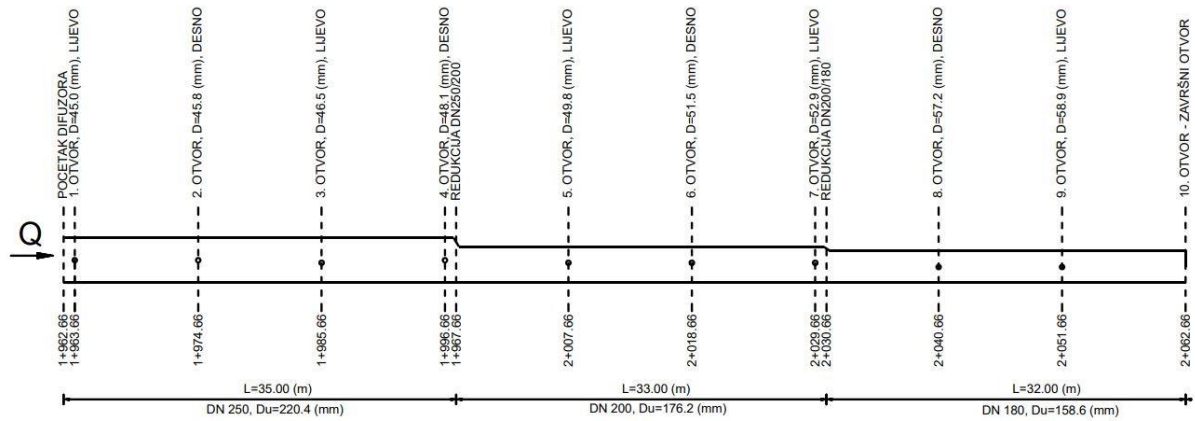 POCETAK DIFUZORA
1. OTVOR, D=45.0 (mm), LIJEVO
2. OTVOR, D=45.8 (mm), DESNO
3. OTVOR, D=46.5 (mm), LIJEVO
4. OTVOR, D=48.1 (mm), DESNO
REDUKCIJA DN250/200
5. OTVOR, D=49.8 (mm), LIJEVO
6. OTVOR, D=51.5 (mm), DESNO
7. OTVOR, D=52.9 (mm), LIJEVO
REDUKCIJA DN200/180
8. OTVOR, D=57.2 (mm), DESNO
9. OTVOR, D=58.9 (mm), LIJEVO
10. OTVOR - ZAVRŠNI OTVOR
Q
1+962.66
1+963.66
1+974.66
1+985.66
1+996.66
1+967.66
2+007.66
2+018.66
2+029.66
2+030.66
2+040.66
2+051.66
2+062.66
L=35.00 (m)
L=33.00 (m)
L=32.00 (m)
DN 250, Du=220.4 (mm)
DN 200, Du=176.2 (mm)
DN 180, Du=158.6 (mm)